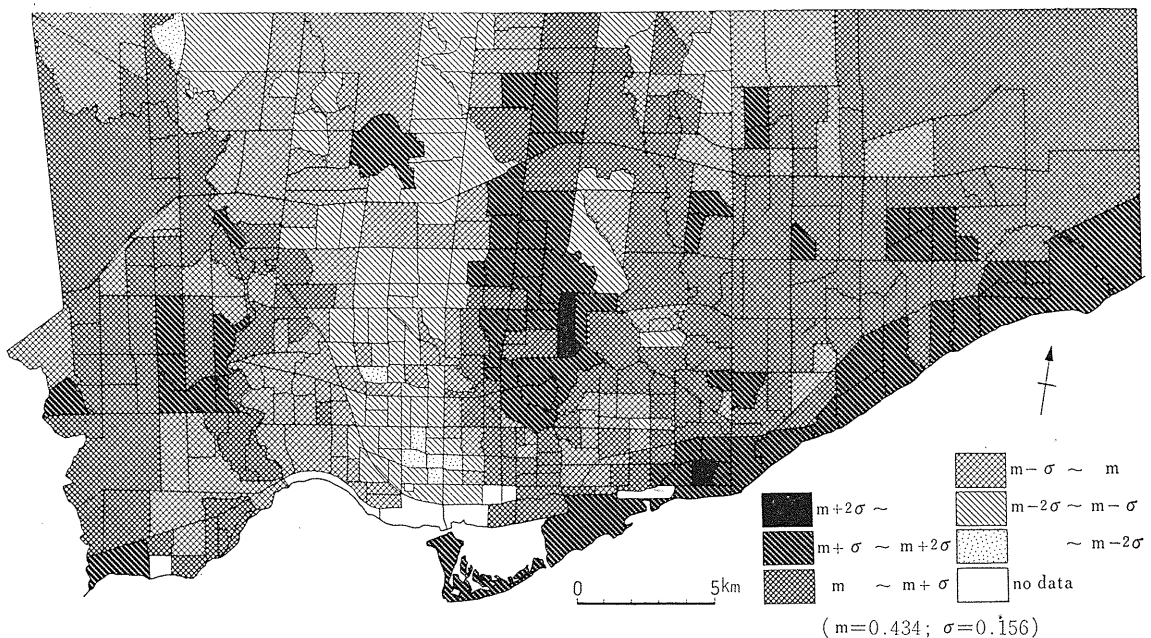 0 5km
m+2σ ~
m+σ ~ m+2σ
m ~ m+σ
m-σ ~ m
m-2σ ~ m-σ
~ m-2σ
no data
(m=0.434; σ=0.156)